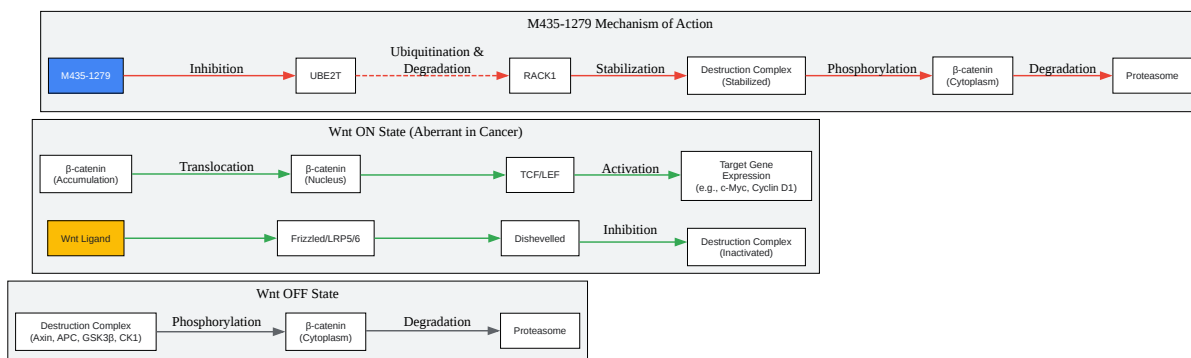 M435-1279 Mechanism of Action
M435-1279
Inhibition
UBE2T
Ubiquitination &
Degradation
RACK1
Stabilization
Destruction Complex
(Stabilized)
Phosphorylation
β-catenin
(Cytoplasm)
Degradation
Proteasome
Wnt ON State (Aberrant in Cancer)
β-catenin
(Accumulation)
Translocation
β-catenin
(Nucleus)
TCF/LEF
Activation
Target Gene
Expression
(e.g., c-Myc, Cyclin D1)
Wnt Ligand
Frizzled/LRP5/6
Dishevelled
Inhibition
Destruction Complex
(Inactivated)
Wnt OFF State
Destruction Complex
(Axin, APC, GSK3β, CK1)
Phosphorylation
β-catenin
(Cytoplasm)
Degradation
Proteasome